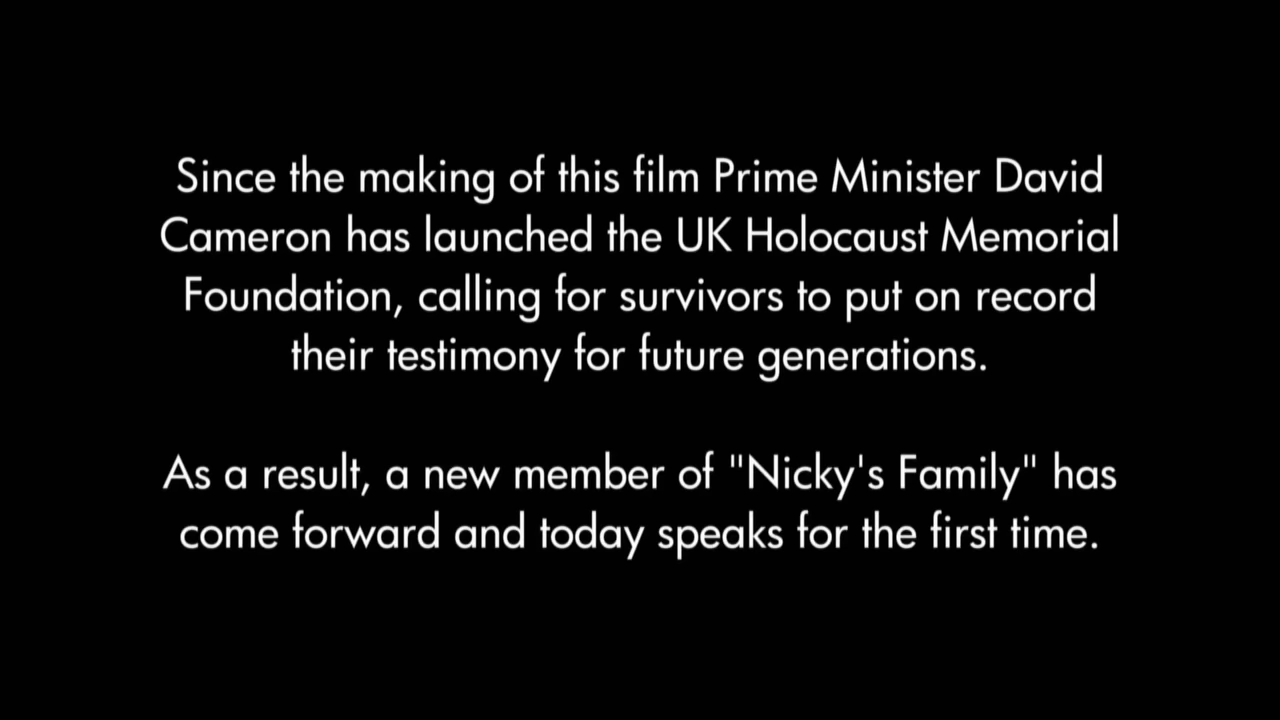 Since the making of this film Prime Minister David
Cameron has launched the UK Holocaust Memorial
Foundation, calling for survivors to put on record
their testimony for future generations.
As a result, a new member of "Nicky's Family" has
come forward and today speaks for the first time.